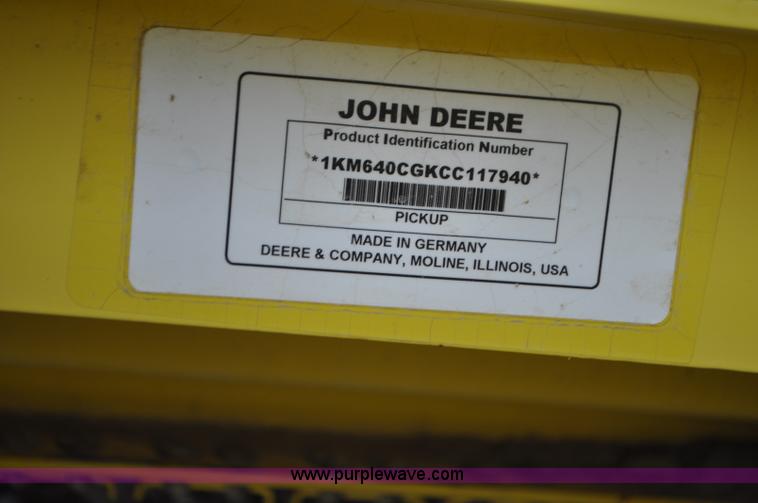 JOHN DEERE
Product Identification Number
*1KM640CGKCC117940*
PICKUP
MADE IN GERMANY
DEERE & COMPANY, MOLINE, ILLINOIS, USA
www.purplewave.com